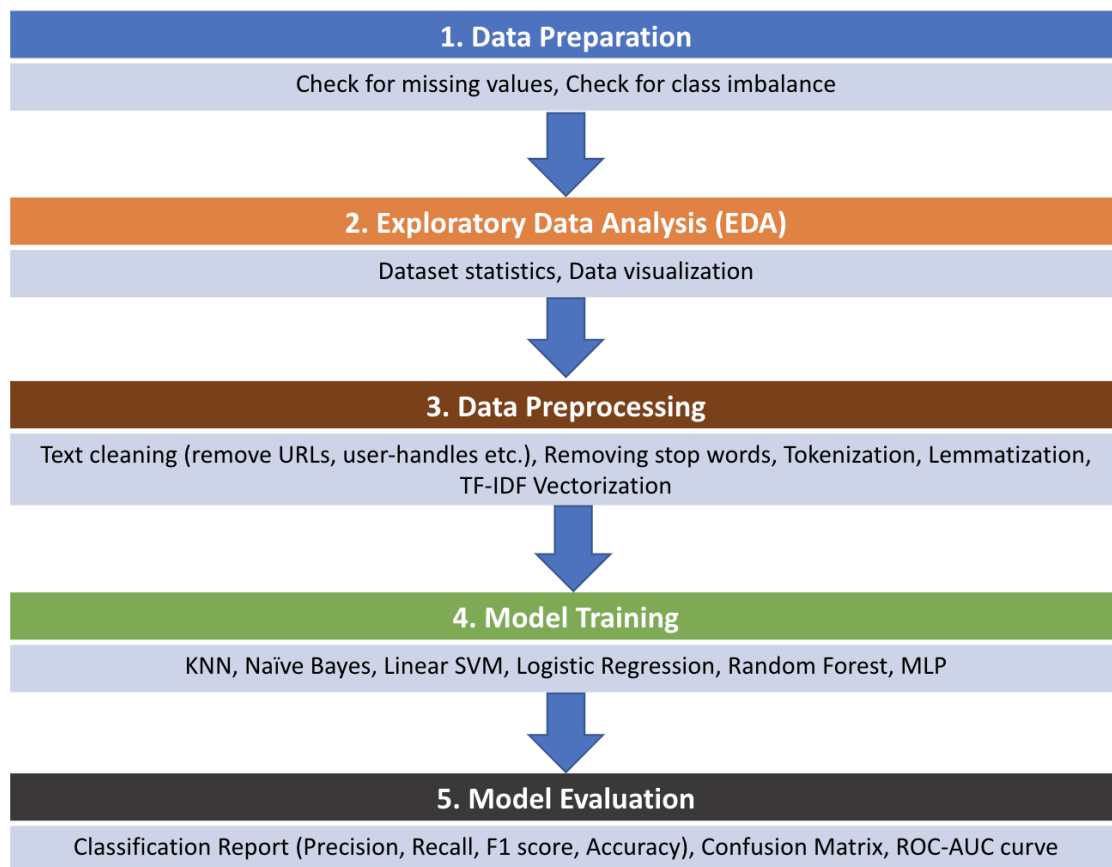 1. Data Preparation
Check for missing values, Check for class imbalance
2. Exploratory Data Analysis (EDA)
Dataset statistics, Data visualization
3. Data Preprocessing
Text cleaning (remove URLs, user-handles etc.), Removing stop words, Tokenization, Lemmatization,
TF-IDF Vectorization
4. Model Training
KNN, Naïve Bayes, Linear SVM, Logistic Regression, Random Forest, MLP
5. Model Evaluation
Classification Report (Precision, Recall, F1 score, Accuracy), Confusion Matrix, ROC-AUC curve